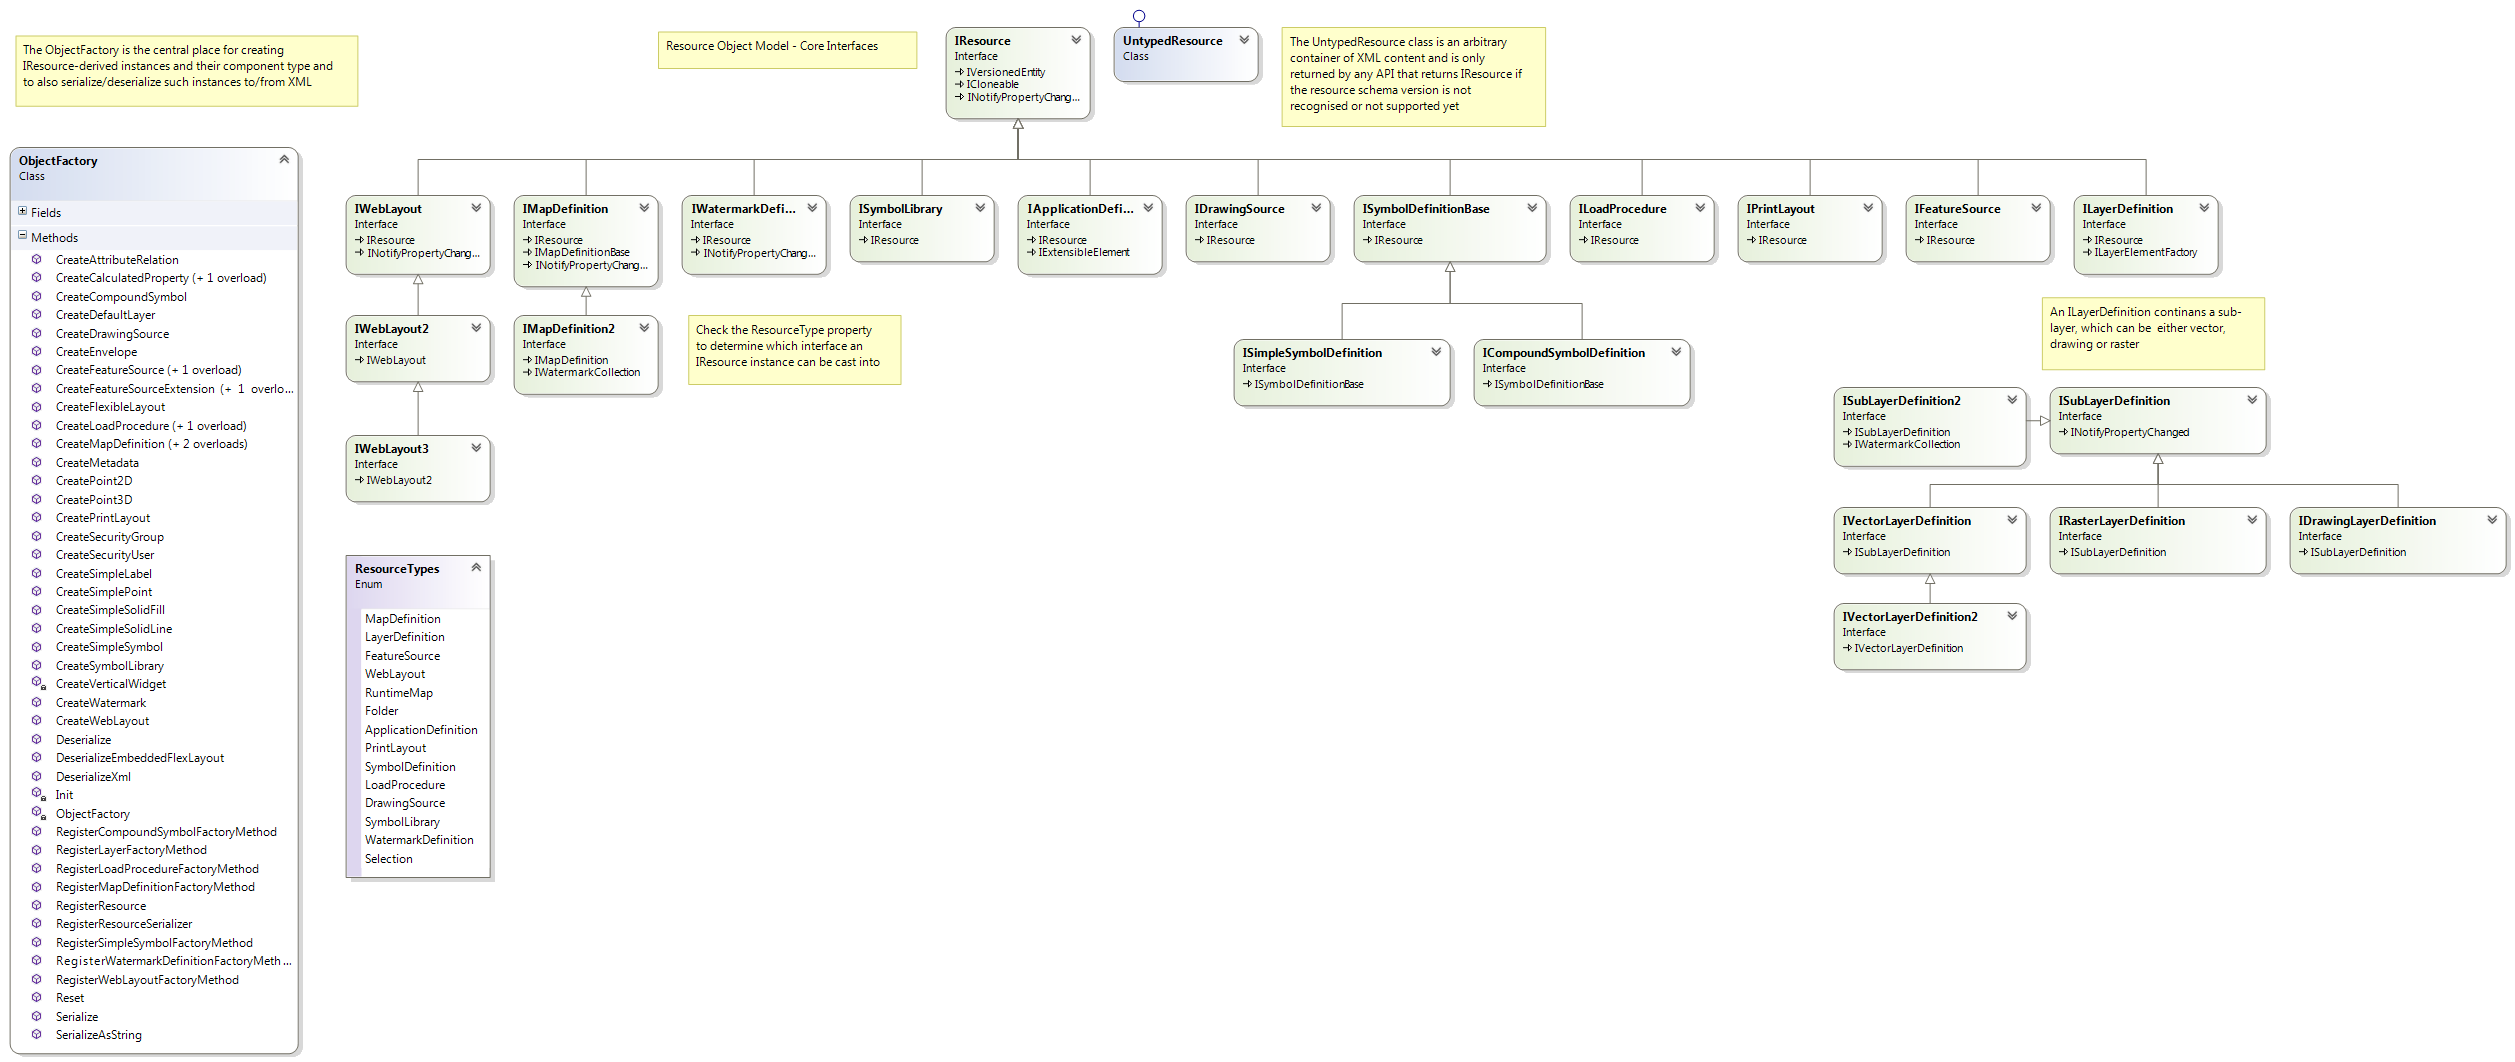 The ObjectFactory is the central place for creating
IResource-derived instances and their component type and
to also serialize/deserialize such instances to/from XML
Resource Object Model - Core Interfaces
IResource
Interface
IVersionedEntity
ICloneable
INotifyPropertyChang...
UntypedResource
Class
The UntypedResource class is an arbitrary
container of XML content and is only
returned by any API that returns IResource if
the resource schema version is not
recognised or not supported yet
ObjectFactory
Class
Fields
Methods
CreateAttributeRelation
CreateCalculatedProperty (+ 1 overload)
CreateCompoundSymbol
CreateDefaultLayer
CreateDrawingSource
CreateEnvelope
CreateFeatureSource (+ 1 overload)
CreateFeatureSourceExtension (+ 1 overlo...
CreateFlexibleLayout
CreateLoadProcedure (+ 1 overload)
CreateMapDefinition (+ 2 overloads)
CreateMetadata
CreatePoint2D
CreatePoint3D
CreatePrintLayout
CreateSecurityGroup
CreateSecurityUser
CreateSimpleLabel
CreateSimplePoint
CreateSimpleSolidFill
CreateSimpleSolidLine
CreateSimpleSymbol
CreateSymbolLibrary
CreateVerticalWidget
CreateWatermark
CreateWebLayout
Deserialize
DeserializeEmbeddedFlexLayout
DeserializeXml
Init
ObjectFactory
RegisterCompoundSymbolFactoryMethod
RegisterLayerFactoryMethod
RegisterLoadProcedureFactoryMethod
RegisterMapDefinitionFactoryMethod
RegisterResource
RegisterResourceSerializer
RegisterSimpleSymbolFactoryMethod
RegisterWatermarkDefinitionFactoryMeth...
RegisterWebLayoutFactoryMethod
Reset
Serialize
SerializeAsString
IWebLayout
Interface
IResource
INotifyPropertyChang...
IMapDefinition
Interface
IResource
IMapDefinitionBase
INotifyPropertyChang...
IWatermarkDefi...
Interface
IResource
INotifyPropertyChang...
ISymbolLibrary
Interface
IResource
IApplicationDefi...
Interface
IResource
IExtensibleElement
IDrawingSource
Interface
IResource
ISymbolDefinitionBase
Interface
IResource
ILoadProcedure
Interface
IResource
IPrintLayout
Interface
IResource
IFeatureSource
Interface
IResource
ILayerDefinition
Interface
IResource
ILayerElementFactory
IWebLayout2
Interface
IWebLayout
IMapDefinition2
Interface
IMapDefinition
IWatermarkCollection
Check the ResourceType property
to determine which interface an
IResource instance can be cast into
ISimpleSymbolDefinition
Interface
ISymbolDefinitionBase
ICompoundSymbolDefinition
Interface
ISymbolDefinitionBase
An ILayerDefinition continans a sub-
layer, which can be either vector,
drawing or raster
ISubLayerDefinition2
Interface
ISubLayerDefinition
IWatermarkCollection
ISubLayerDefinition
Interface
INotifyPropertyChanged
IWebLayout3
Interface
IWebLayout2
IVectorLayerDefinition
Interface
ISubLayerDefinition
IRasterLayerDefinition
Interface
ISubLayerDefinition
IDrawingLayerDefinition
Interface
ISubLayerDefinition
IVectorLayerDefinition2
Interface
IVectorLayerDefinition
ResourceTypes
Enum
MapDefinition
LayerDefinition
FeatureSource
WebLayout
RuntimeMap
Folder
ApplicationDefinition
PrintLayout
SymbolDefinition
LoadProcedure
DrawingSource
SymbolLibrary
WatermarkDefinition
Selection